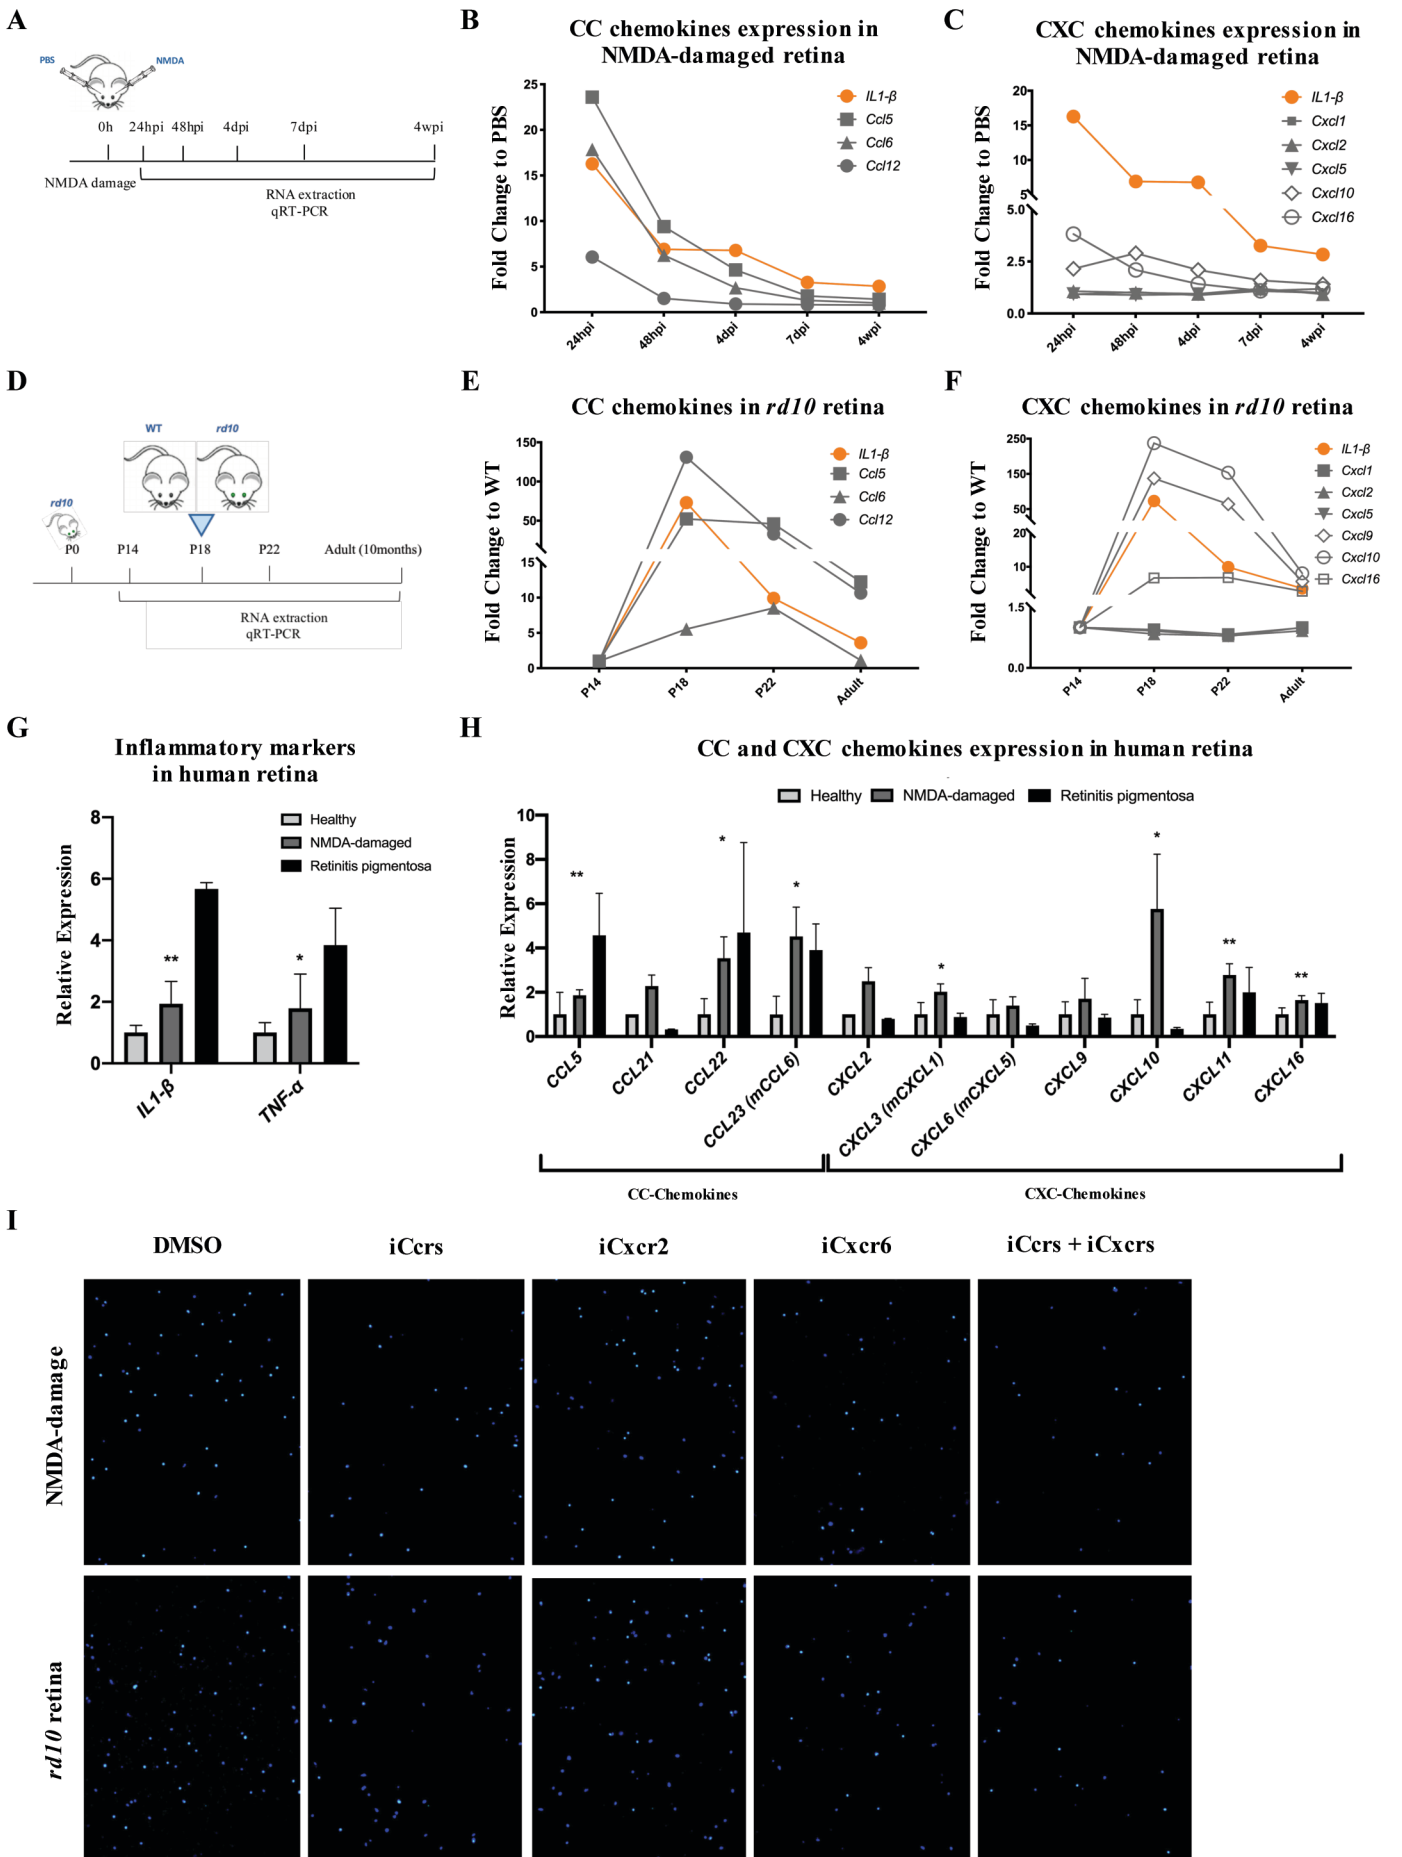 A
PBS
NMDA
0h 24hpi 48hpi 4dpi 7dpi 4wpi
NMDA damage
RNA extraction
qRT-PCR
B
CC chemokines expression in
NMDA-damaged retina
Fold Change to PBS
25
20
15
10
5
0
24hpi 48hpi 4dpi 7dpi 4wpi
IL1-β
Ccl5
Ccl6
Ccl12
C
CXC chemokines expression in
NMDA-damaged retina
Fold Change to PBS
20
15
10
5
5.0
2.5
0.0
24hpi 48hpi 4dpi 7dpi 4wpi
IL1-β
Cxcl1
Cxcl2
Cxcl5
Cxcl10
Cxcl16
D
WT rd10
rd10
P0 P14 P18 P22 Adult (10months)
RNA extraction
qRT-PCR
E
CC chemokines in rd10 retina
Fold Change to WT
150
100
50
15
10
5
0
P14 P18 P22 Adult
IL1-β
Ccl5
Ccl6
Ccl12
F
CXC chemokines in rd10 retina
Fold Change to WT
250
150
50
20
10
1.5
0.0
P14 P18 P22 Adult
IL1-β
Cxcl1
Cxcl2
Cxcl5
Cxcl9
Cxcl10
Cxcl16
G
Inflammatory markers
in human retina
Relative Expression
8
6
4
2
0
Healthy
NMDA-damaged
Retinitis pigmentosa
** *
IL1-β TNF-α
H
CC and CXC chemokines expression in human retina
Healthy NMDA-damaged Retinitis pigmentosa
Relative Expression
10
8
6
4
2
0
** * * * * ** **
CCL5 CCL21 CCL22 CCL23 (mCCL6) CXCL2 CXCL3 (mCXCL1) CXCL6 (mCXCL5) CXCL9 CXCL10 CXCL11 CXCL16
CC-Chemokines CXC-Chemokines
I
DMSO iCcrs iCxcr2 iCxcr6 iCcrs + iCxcrs
NMDA-damage
rd10 retina